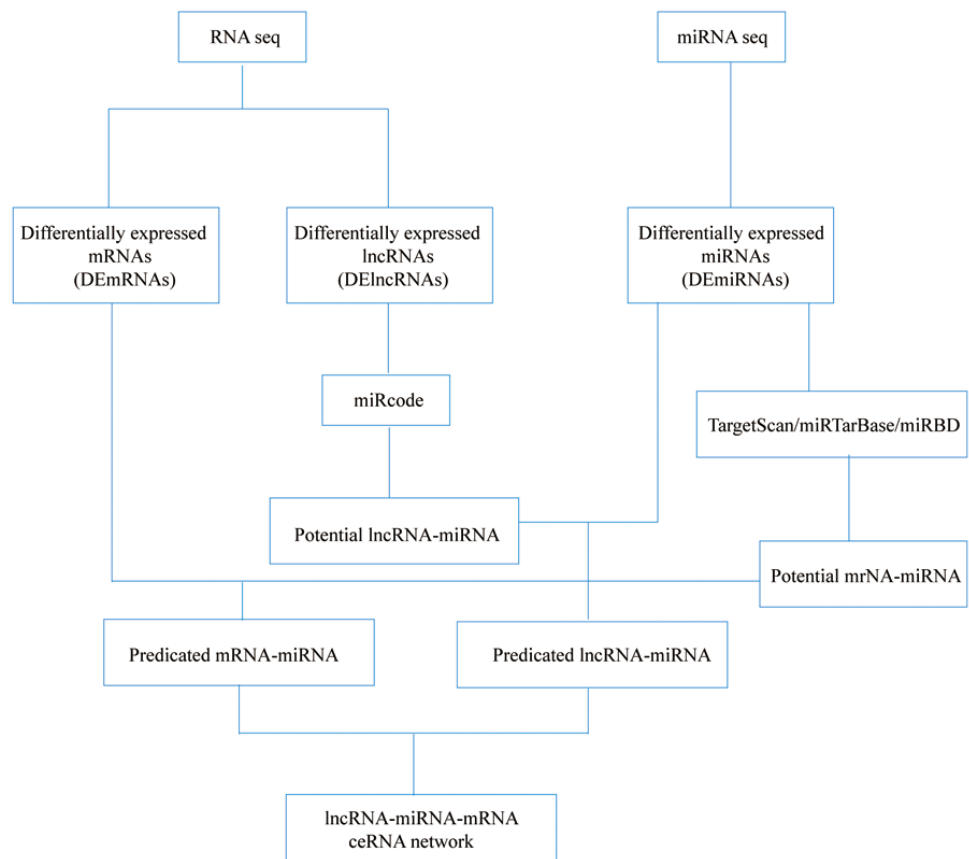 RNA seq
miRNA seq
Differentially expressed
mRNAs
(DEmRNAs)
Differentially expressed
lncRNAs
(DElncRNAs)
Differentially expressed
miRNAs
(DEmiRNAs)
miRcode
TargetScan/miRTarBase/miRBD
Potential lncRNA-miRNA
Potential mrNA-miRNA
Predicated mRNA-miRNA
Predicated lncRNA-miRNA
lncRNA-miRNA-mRNA
ceRNA network